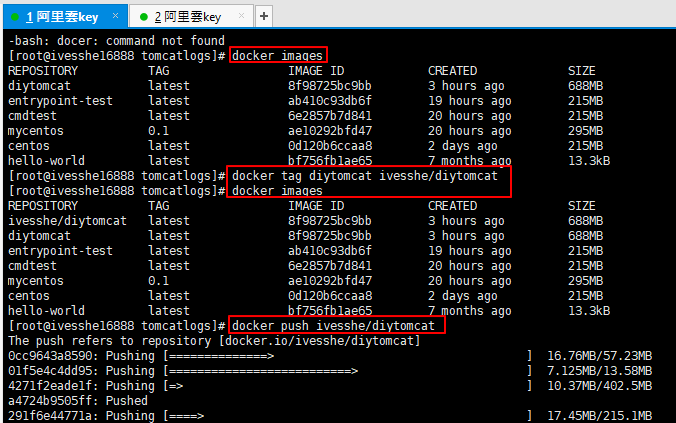 1 阿里雲key × 2 阿里雲key × +
-bash: docer: command not found
[root@ivesshe16888 tomcatlogs]# docker images
REPOSITORY TAG IMAGE ID CREATED SIZE
diytomcat latest 8f98725bc9bb 3 hours ago 688MB
entrypoint-test latest ab410c93db6f 19 hours ago 215MB
cmdtest latest 6e2857b7d841 20 hours ago 215MB
mycentos 0.1 ae10292bfd47 20 hours ago 295MB
centos latest 0d120b6ccaa8 2 days ago 215MB
hello-world latest bf756fb1ae65 7 months ago 13.3kB
[root@ivesshe16888 tomcatlogs]# docker tag diytomcat ivesshe/diytomcat
[root@ivesshe16888 tomcatlogs]# docker images
REPOSITORY TAG IMAGE ID CREATED SIZE
ivesshe/diytomcat latest 8f98725bc9bb 3 hours ago 688MB
diytomcat latest 8f98725bc9bb 3 hours ago 688MB
entrypoint-test latest ab410c93db6f 19 hours ago 215MB
cmdtest latest 6e2857b7d841 20 hours ago 215MB
mycentos 0.1 ae10292bfd47 20 hours ago 295MB
centos latest 0d120b6ccaa8 2 days ago 215MB
hello-world latest bf756fb1ae65 7 months ago 13.3kB
[root@ivesshe16888 tomcatlogs]# docker push ivesshe/diytomcat
The push refers to repository [docker.io/ivesshe/diytomcat]
0cc9643a8590: Pushing [==============> ] 16.76MB/57.23MB
01f5e4c4dd95: Pushing [==========================> ] 7.125MB/13.58MB
4271f2eade1f: Pushing [=> ] 10.37MB/402.5MB
a4724b9505ff: Pushed
291f6e44771a: Pushing [====> ] 17.45MB/215.1MB